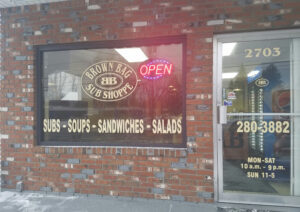 BROWN BAG
BB
SUB SHOPPE
OPEN
SUBS - SOUPS - SANDWICHES - SALADS
2703
280-3882
MON-SAT
10 a.m. - 9 p.m.
SUN 11-5